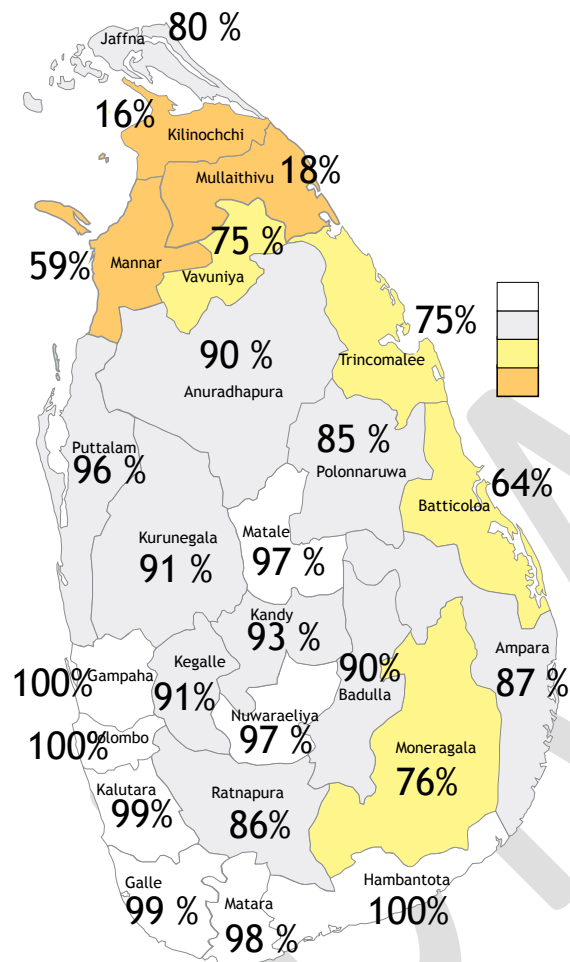 80 %
Jaffna
16%
Kilinochchi
18%
Mullaithivu
75 %
59%
Mannar
Vavuniya
75%
90 %
Trincomalee
Anuradhapura
85 %
Puttalam
96 %
Polonnaruwa
64%
Batticoloa
Matale
Kurunegala
97 %
91 %
Kandy
93 %
Ampara
Kegalle
90%
87 %
100%
Gampaha
91%
Badulla
Nuwaraeliya
97 %
100%
olombo
Moneragala
76%
Kalutara
99%
Ratnapura
86%
Galle
99 %
Hambantota
100%
Matara
98 %